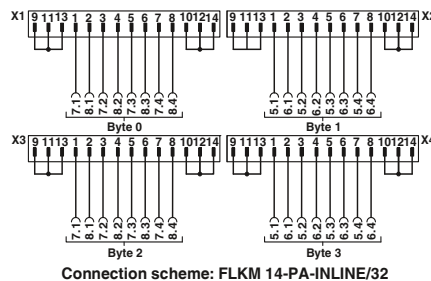 X1 9 11 13 1 2 3 4 5 6 7 8 10 12 14
7.1 8.1 7.2 8.2 7.3 8.3 7.4 8.4
Byte 0
9 11 13 1 2 3 4 5 6 7 8 10 12 14 X2
5.1 6.1 5.2 6.2 5.3 6.3 5.4 6.4
Byte 1
X3 9 11 13 1 2 3 4 5 6 7 8 10 12 14
7.1 8.1 7.2 8.2 7.3 8.3 7.4 8.4
Byte 2
9 11 13 1 2 3 4 5 6 7 8 10 12 14 X4
5.1 6.1 5.2 6.2 5.3 6.3 5.4 6.4
Byte 3
Connection scheme: FLKM 14-PA-INLINE/32